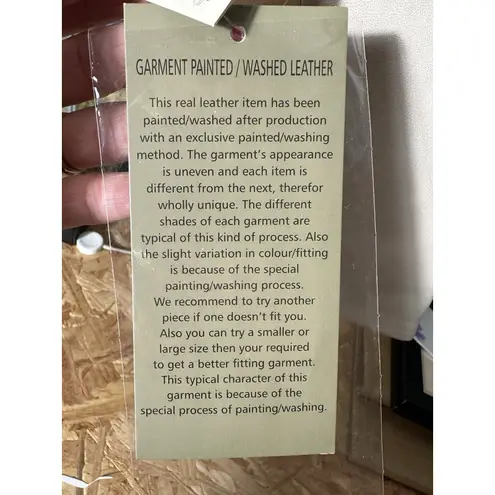 GARMENT PAINTED / WASHED LEATHER
This real leather item has been
painted/washed after production
with an exclusive painted/washing
method. The garment's appearance
is uneven and each item is
different from the next, therefor
wholly unique. The different
shades of each garment are
typical of this kind of process. Also
the slight variation in colour/fitting
is because of the special
painting/washing process.
We recommend to try another
piece if one doesn't fit you.
Also you can try a smaller or
large size then your required
to get a better fitting garment.
This typical character of this
garment is because of the
special process of painting/washing.